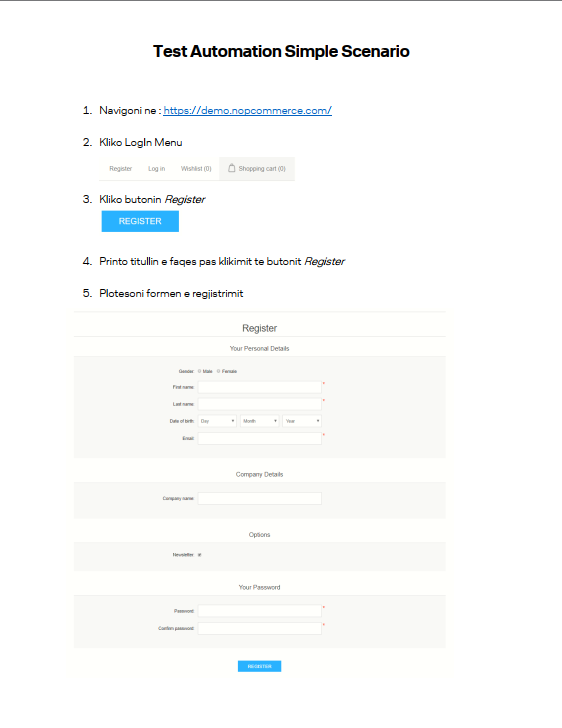 Test Automation Simple Scenario
1. Navigoni ne : https://demo.nopcommerce.com/
2. Kliko LogIn Menu
Register Log in Wishlist (0) Shopping cart (0)
3. Kliko butonin Register
REGISTER
4. Printo titullin e faqes pas klikimit te butonit Register
5. Plotesoni formen e regjistrimit
Register
Your Personal Details
Gender: Male Female
First name: *
Last name: *
Date of birth: Day Month Year
Email: *
Company Details
Company name:
Options
Newsletter:
Your Password
Password: *
Confirm password: *
REGISTER